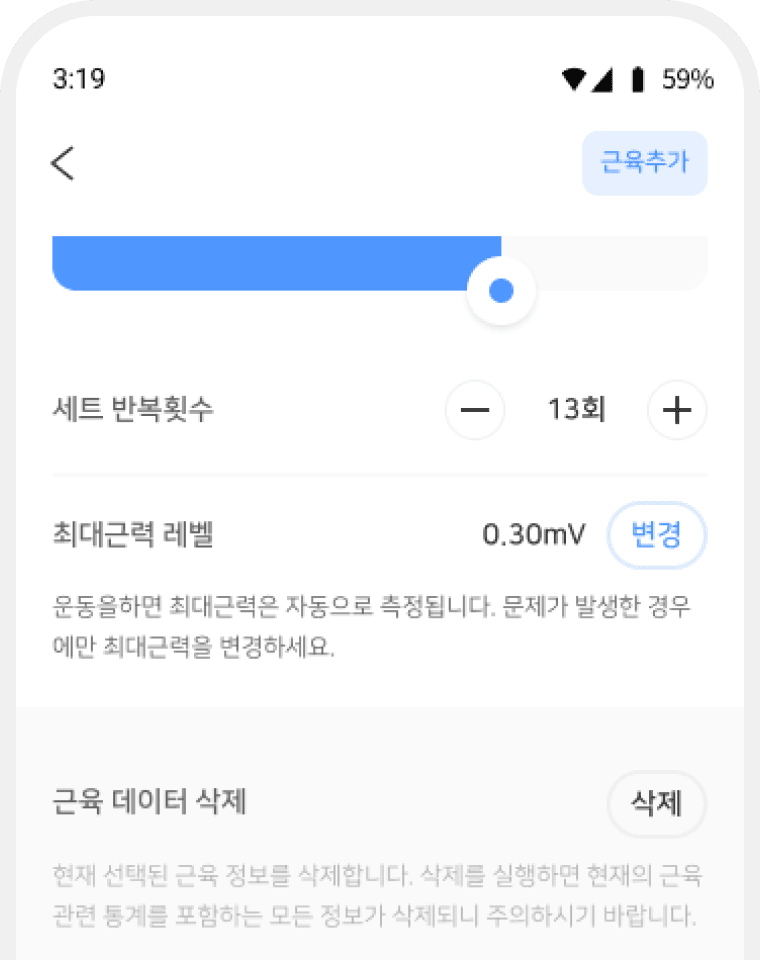 3:19
59%
근육추가
세트 반복횟수
13회
최대근력 레벨
0.30mV
변경
운동을하면 최대근력은 자동으로 측정됩니다. 문제가 발생한 경우
에만 최대근력을 변경하세요.
근육 데이터 삭제
삭제
현재 선택된 근육 정보를 삭제합니다. 삭제를 실행하면 현재의 근육
관련 통계를 포함하는 모든 정보가 삭제되니 주의하시기 바랍니다.